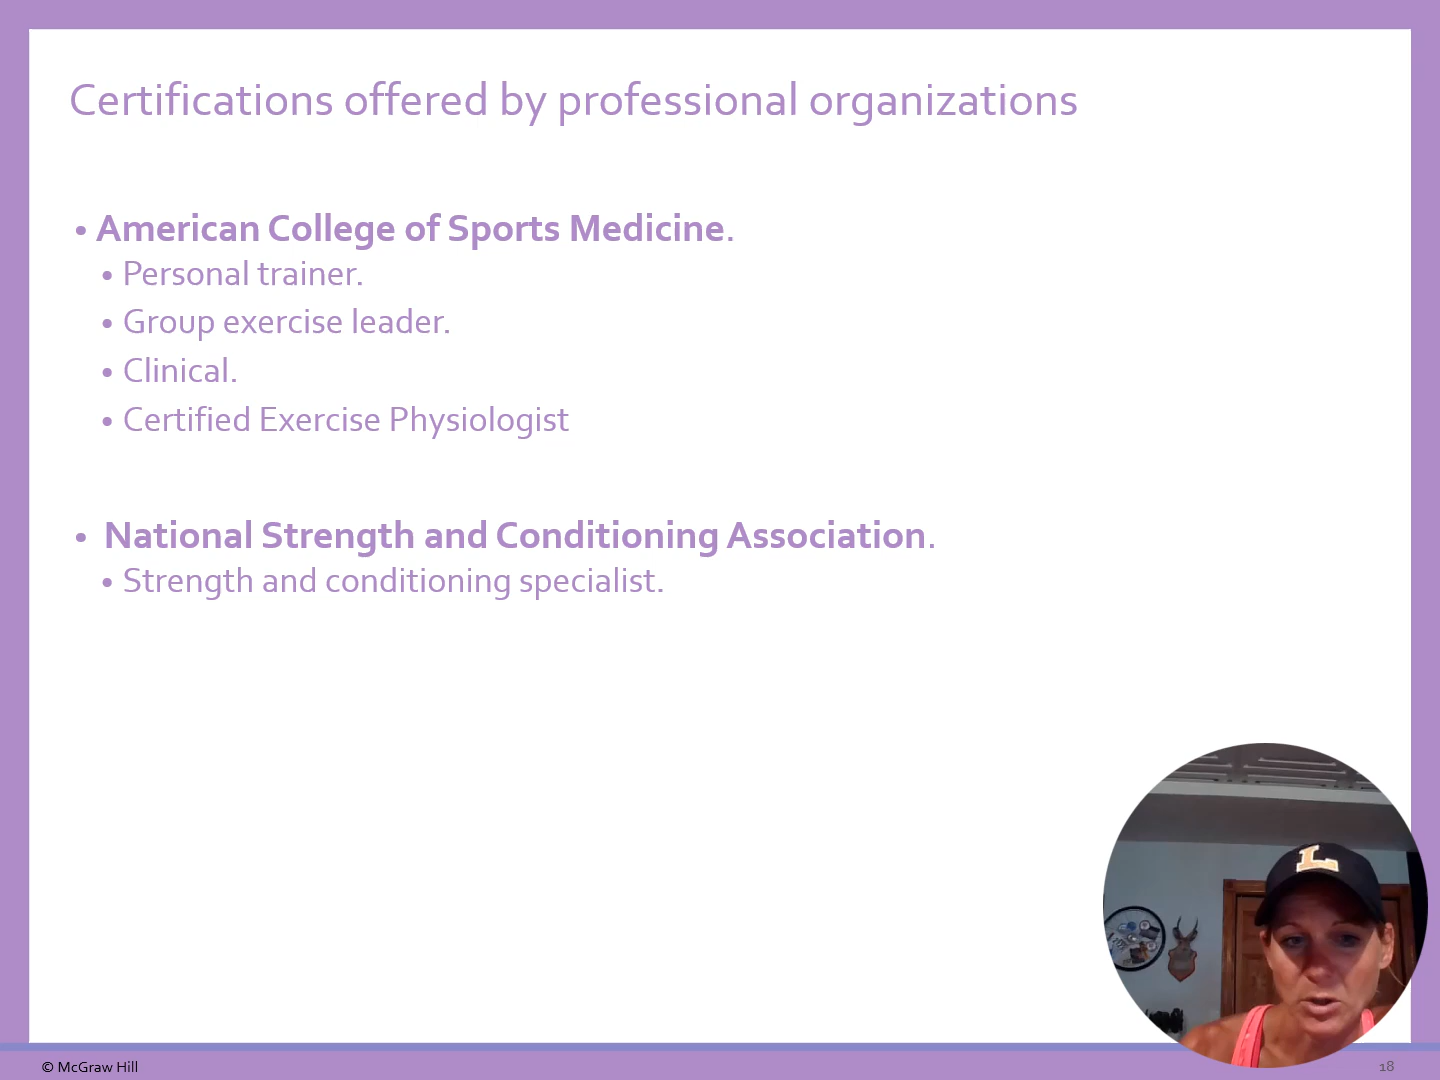 Certifications offered by professional organizations
• American College of Sports Medicine.
• Personal trainer.
• Group exercise leader.
• Clinical.
• Certified Exercise Physiologist
• National Strength and Conditioning Association.
• Strength and conditioning specialist.
L
© McGraw Hill
18